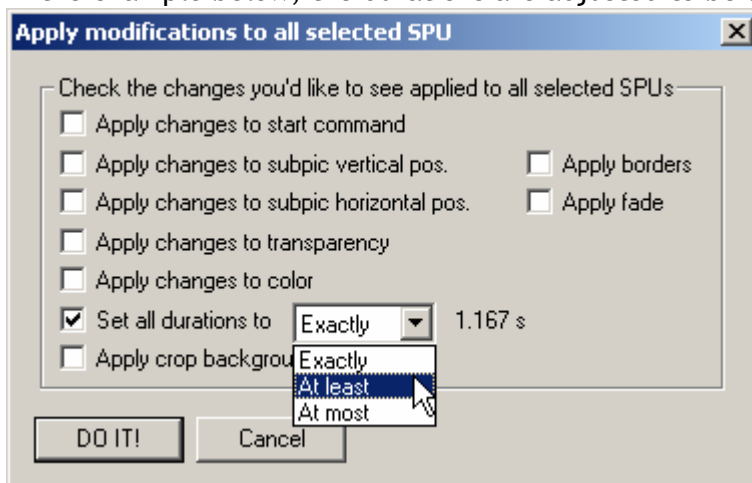 Apply modifications to all selected SPU
Check the changes you'd like to see applied to all selected SPUs
Apply changes to start command
Apply changes to subpic vertical pos. Apply borders
Apply changes to subpic horizontal pos. Apply fade
Apply changes to transparency
Apply changes to color
Set all durations to Exactly 1.167 s
Apply crop Exactly
At least
At most
DO IT! Cancel